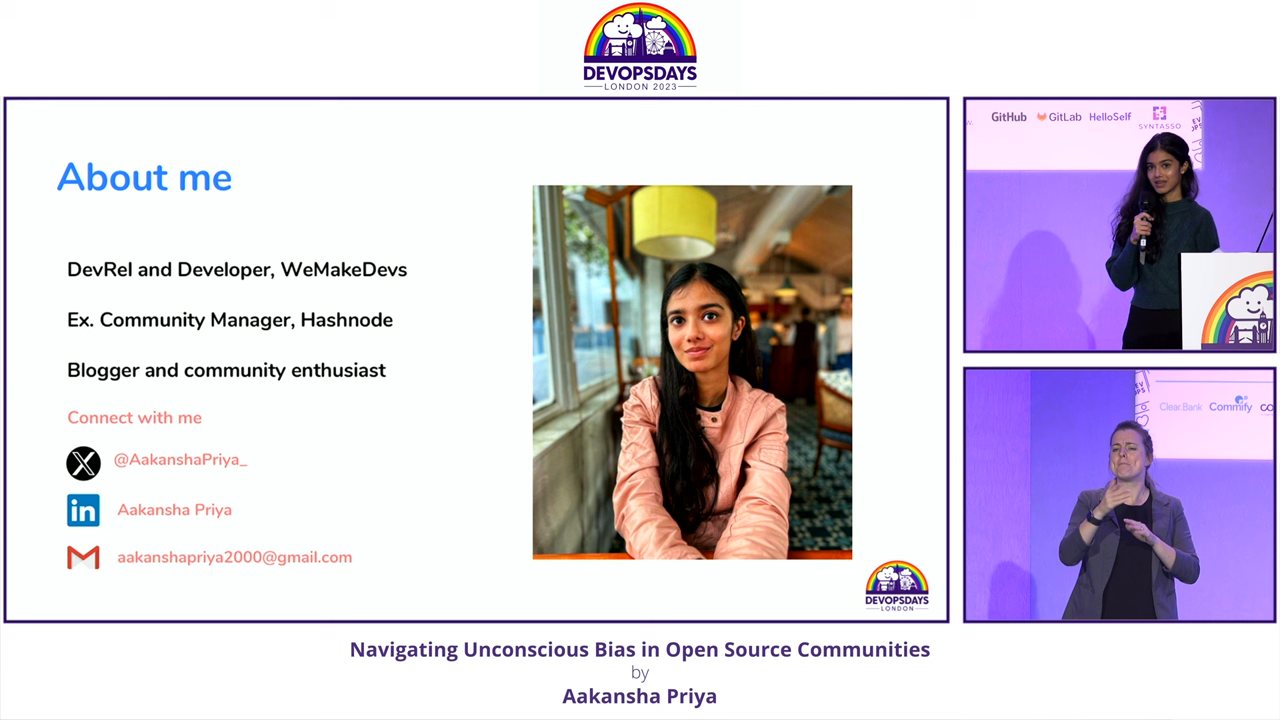 DEVOPSDAYS
LONDON 2023
About me
DevRel and Developer, WeMakeDevs
Ex. Community Manager, Hashnode
Blogger and community enthusiast
Connect with me
@AakanshaPriya_
in Aakansha Priya
aakanshapriya2000@gmail.com
DEVOPSDAYS
LONDON
GitHub GitLab HelloSelf
SYNTASSO
Clear.Bank Commify
Navigating Unconscious Bias in Open Source Communities
by
Aakansha Priya